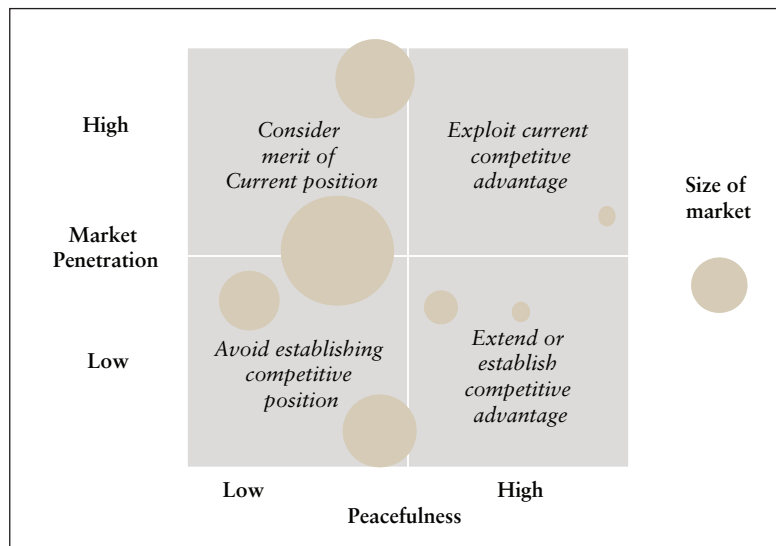 High
Consider
merit of
Current position
Exploit current
competitve
advantage
Size of
market
Market
Penetration
Low
Avoid establishing
competitive
position
Extend or
establish
competitive
advantage
Low
High
Peacefulness